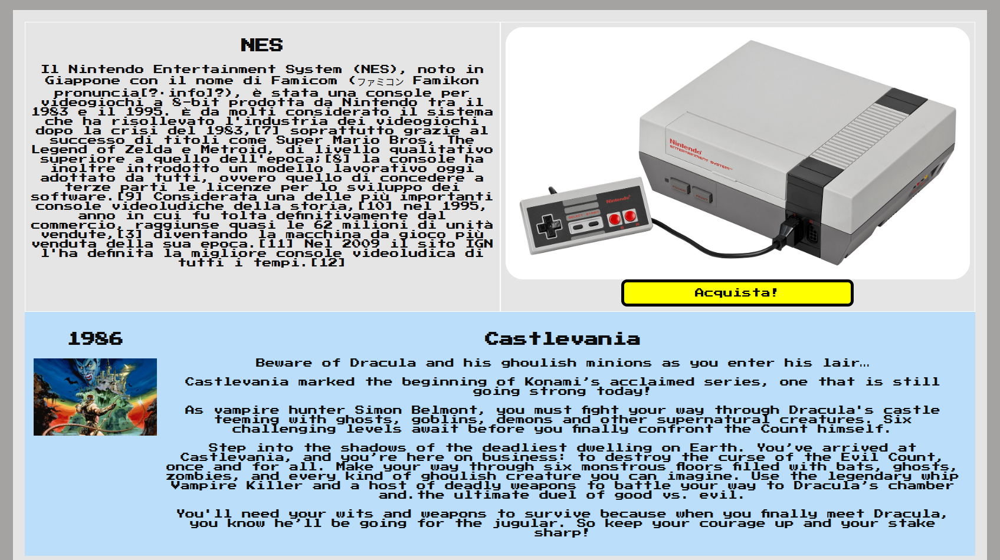 NES
Il Nintendo Entertainment System (NES), noto in
Giappone con il nome di Famicom (ファミコン Famikon
pronuncia[?·info]?), è stata una console per
videogiochi a 8-bit prodotta da Nintendo tra il
1983 e il 1995. È da molti considerato il sistema
che ha risollevato l'industria dei videogiochi
dopo la crisi del 1983,[7] soprattutto grazie al
successo di titoli come Super Mario Bros, The
Legend of Zelda e Metroid, di livello qualitativo
superiore a quello dell'epoca;[8] la console ha
inoltre introdotto un modello lavorativo oggi
adottato da tutti, ovvero quello di concedere a
terze parti le licenze per lo sviluppo dei
software.[9] Considerata una delle più importanti
console videoludiche della storia,[10] nel 1995,
anno in cui fu tolta definitivamente dal
commercio, raggiunse quasi le 62 milioni di unità
vendute,[3] diventando la macchina da gioco più
venduta della sua epoca.[11] Nel 2009 il sito IGN
l'ha definita la migliore console videoludica di
tutti i tempi.[12]
Nintendo
ENTERTAINMENT SYSTEM™
POWER
RESET
Nintendo®
SELECT START
B A
Acquista!
1986
Castlevania
Beware of Dracula and his ghoulish minions as you enter his lair…
Castlevania marked the beginning of Konami’s acclaimed series, one that is still
going strong today!
As vampire hunter Simon Belmont, you must fight your way through Dracula's castle
teeming with ghosts, goblins, demons and other supernatural creatures. Six
challenging levels await before you finally confront the Count himself.
Step into the shadows of the deadliest dwelling on Earth. You’ve arrived at
Castlevania, and you’re here on business: to destroy the curse of the Evil Count,
once and for all. Make your way through six monstrous floors filled with bats, ghosts,
zombies, and every kind of ghoulish creature you can imagine. Use the legendary whip
Vampire Killer and a host of deadly weapons to battle your way to Dracula’s chamber
and.the ultimate duel of good vs. evil.
You'll need your wits and weapons to survive because when you finally meet Dracula,
you know he’ll be going for the jugular. So keep your courage up and your stake
sharp!